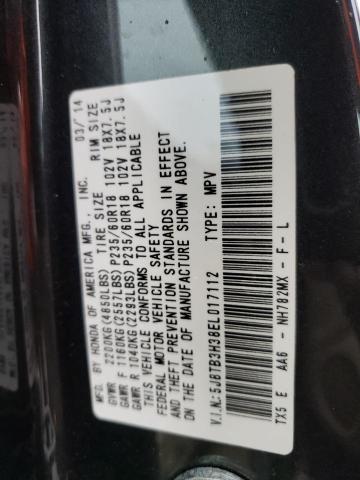 MFD. BY HONDA OF AMERICA MFG., INC. 03/'14
TIRE SIZE RIM SIZE
GVWR 2200KG(4850LBS)
GAWR F 1160KG(2557LBS) P235/60R18 102V 18X7.5J
GAWR R 1040KG(2293LBS) P235/60R18 102V 18X7.5J
THIS VEHICLE CONFORMS TO ALL APPLICABLE
FEDERAL MOTOR VEHICLE SAFETY
AND THEFT PREVENTION STANDARDS IN EFFECT
ON THE DATE OF MANUFACTURE SHOWN ABOVE.
V.I.N.:5J8TB3H38EL017112 TYPE: MPV
TX5 E AA6 - NH782MX - F - L